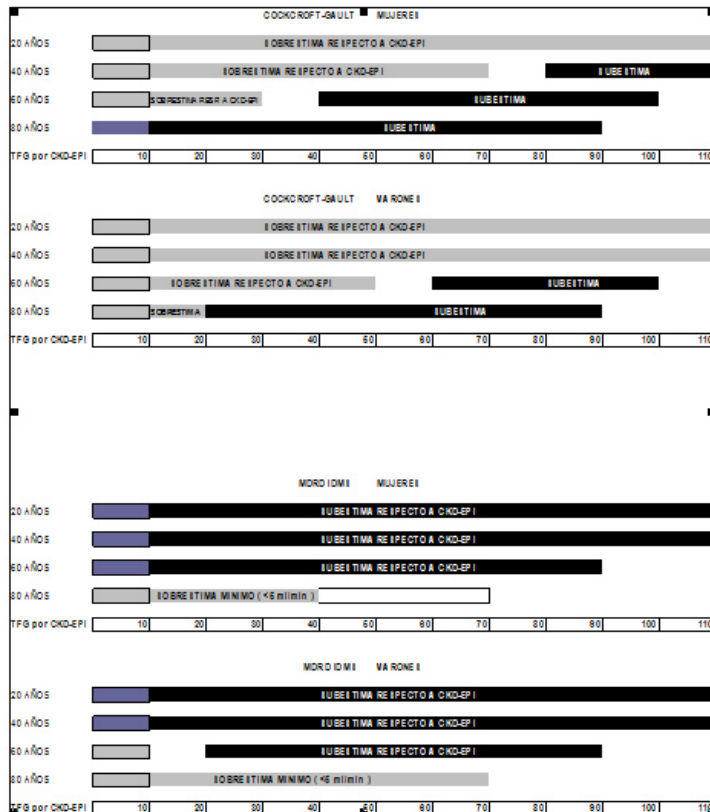 COCKCROFT-GAULT MUJERES
20 AÑOS SOBRESTIMA RESPECTO A CKD-EPI
40 AÑOS SOBRESTIMA RESPECTO A CKD-EPI SUBESTIMA
60 AÑOS SOBRESTIMA RESP. A CKD-EPI SUBESTIMA
80 AÑOS SUBESTIMA
TFG por CKD-EPI 10 20 30 40 50 60 70 80 90 100 110
COCKCROFT-GAULT VARONES
20 AÑOS SOBRESTIMA RESPECTO A CKD-EPI
40 AÑOS SOBRESTIMA RESPECTO A CKD-EPI
60 AÑOS SOBRESTIMA RESPECTO A CKD-EPI SUBESTIMA
80 AÑOS SOBRESTIMA SUBESTIMA
TFG por CKD-EPI 10 20 30 40 50 60 70 80 90 100 110
MDRD IDMS MUJERES
20 AÑOS SUBESTIMA RESPECTO A CKD-EPI
40 AÑOS SUBESTIMA RESPECTO A CKD-EPI
60 AÑOS SUBESTIMA RESPECTO A CKD-EPI
80 AÑOS SOBRESTIMA MINIMO ( <5 ml/min )
TFG por CKD-EPI 10 20 30 40 50 60 70 80 90 100 110
MDRD IDMS VARONES
20 AÑOS SUBESTIMA RESPECTO A CKD-EPI
40 AÑOS SUBESTIMA RESPECTO A CKD-EPI
60 AÑOS SUBESTIMA RESPECTO A CKD-EPI
80 AÑOS SOBRESTIMA MINIMO ( <5 ml/min )
TFG por CKD-EPI 10 20 30 40 50 60 70 80 90 100 110